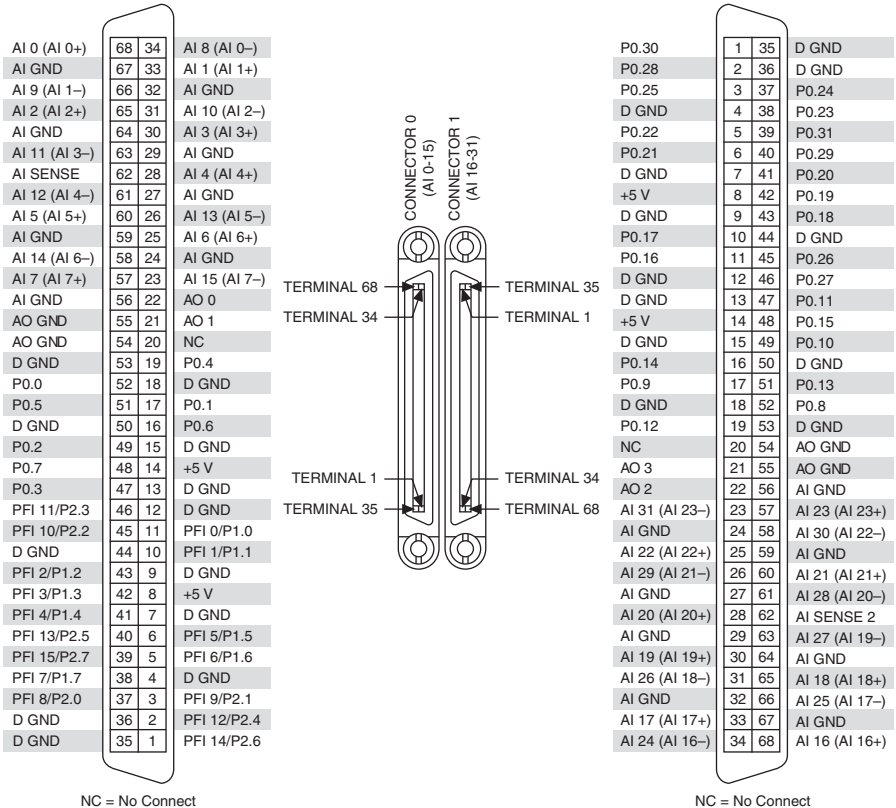 AI 0 (AI 0+) 68 34 AI 8 (AI 0–)
AI GND 67 33 AI 1 (AI 1+)
AI 9 (AI 1–) 66 32 AI GND
AI 2 (AI 2+) 65 31 AI 10 (AI 2–)
AI GND 64 30 AI 3 (AI 3+)
AI 11 (AI 3–) 63 29 AI GND
AI SENSE 62 28 AI 4 (AI 4+)
AI 12 (AI 4–) 61 27 AI GND
AI 5 (AI 5+) 60 26 AI 13 (AI 5–)
AI GND 59 25 AI 6 (AI 6+)
AI 14 (AI 6–) 58 24 AI GND
AI 7 (AI 7+) 57 23 AI 15 (AI 7–)
AI GND 56 22 AO 0
AO GND 55 21 AO 1
AO GND 54 20 NC
D GND 53 19 P0.4
P0.0 52 18 D GND
P0.5 51 17 P0.1
D GND 50 16 P0.6
P0.2 49 15 D GND
P0.7 48 14 +5 V
P0.3 47 13 D GND
PFI 11/P2.3 46 12 D GND
PFI 10/P2.2 45 11 PFI 0/P1.0
D GND 44 10 PFI 1/P1.1
PFI 2/P1.2 43 9 D GND
PFI 3/P1.3 42 8 +5 V
PFI 4/P1.4 41 7 D GND
PFI 13/P2.5 40 6 PFI 5/P1.5
PFI 15/P2.7 39 5 PFI 6/P1.6
PFI 7/P1.7 38 4 D GND
PFI 8/P2.0 37 3 PFI 9/P2.1
D GND 36 2 PFI 12/P2.4
D GND 35 1 PFI 14/P2.6
NC = No Connect
CONNECTOR 0
(AI 0-15)
CONNECTOR 1
(AI 16-31)
TERMINAL 68
TERMINAL 35
TERMINAL 34
TERMINAL 1
TERMINAL 1
TERMINAL 34
TERMINAL 35
TERMINAL 68
P0.30 1 35 D GND
P0.28 2 36 D GND
P0.25 3 37 P0.24
D GND 4 38 P0.23
P0.22 5 39 P0.31
P0.21 6 40 P0.29
D GND 7 41 P0.20
+5 V 8 42 P0.19
D GND 9 43 P0.18
P0.17 10 44 D GND
P0.16 11 45 P0.26
D GND 12 46 P0.27
D GND 13 47 P0.11
+5 V 14 48 P0.15
D GND 15 49 P0.10
P0.14 16 50 D GND
P0.9 17 51 P0.13
D GND 18 52 P0.8
P0.12 19 53 D GND
NC 20 54 AO GND
AO 3 21 55 AO GND
AO 2 22 56 AI GND
AI 31 (AI 23–) 23 57 AI 23 (AI 23+)
AI GND 24 58 AI 30 (AI 22–)
AI 22 (AI 22+) 25 59 AI GND
AI 29 (AI 21–) 26 60 AI 21 (AI 21+)
AI GND 27 61 AI 28 (AI 20–)
AI 20 (AI 20+) 28 62 AI SENSE 2
AI GND 29 63 AI 27 (AI 19–)
AI 19 (AI 19+) 30 64 AI GND
AI 26 (AI 18–) 31 65 AI 18 (AI 18+)
AI GND 32 66 AI 25 (AI 17–)
AI 17 (AI 17+) 33 67 AI GND
AI 24 (AI 16–) 34 68 AI 16 (AI 16+)
NC = No Connect